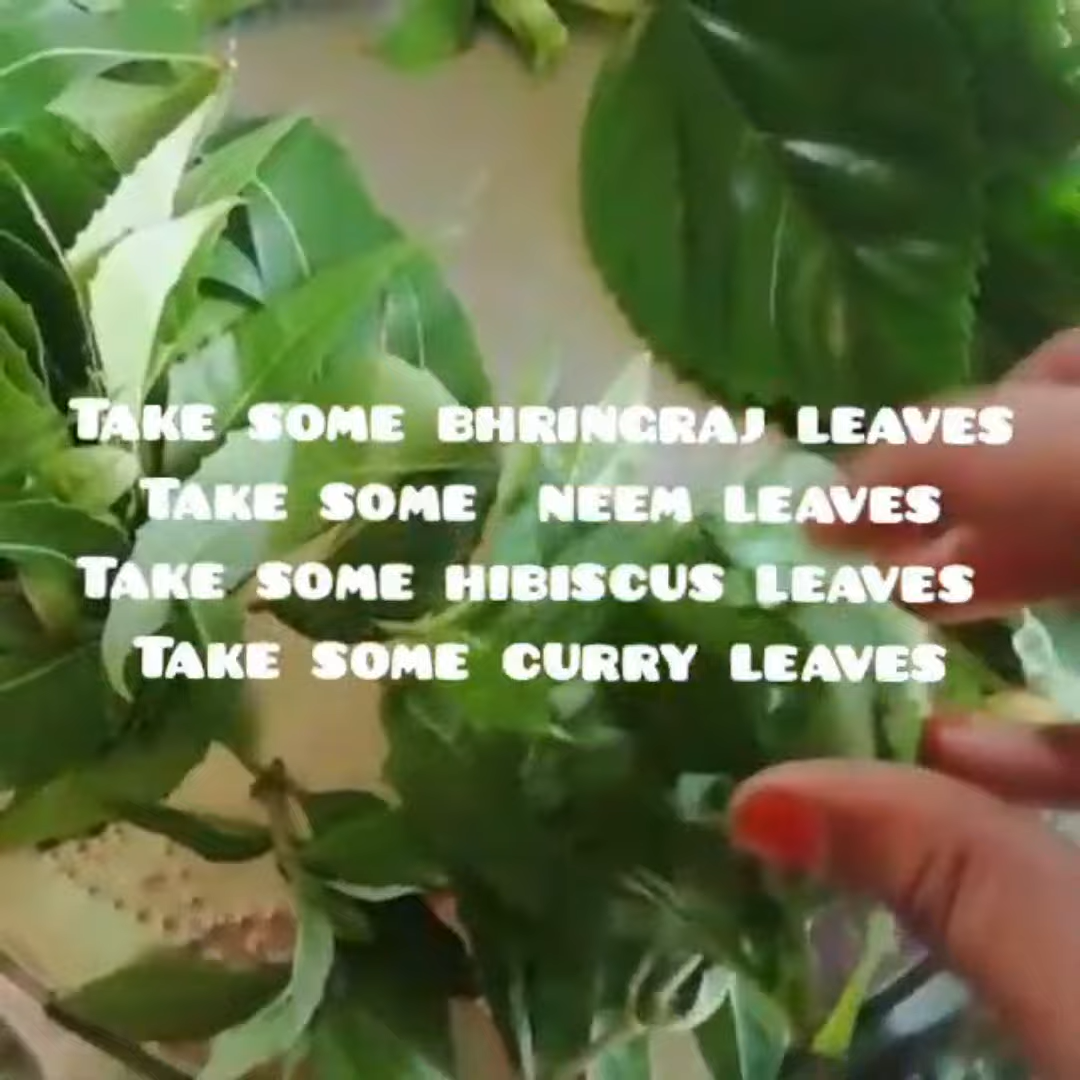 Take some bhringraj leaves
Take some neem leaves
Take some hibiscus leaves
Take some curry leaves